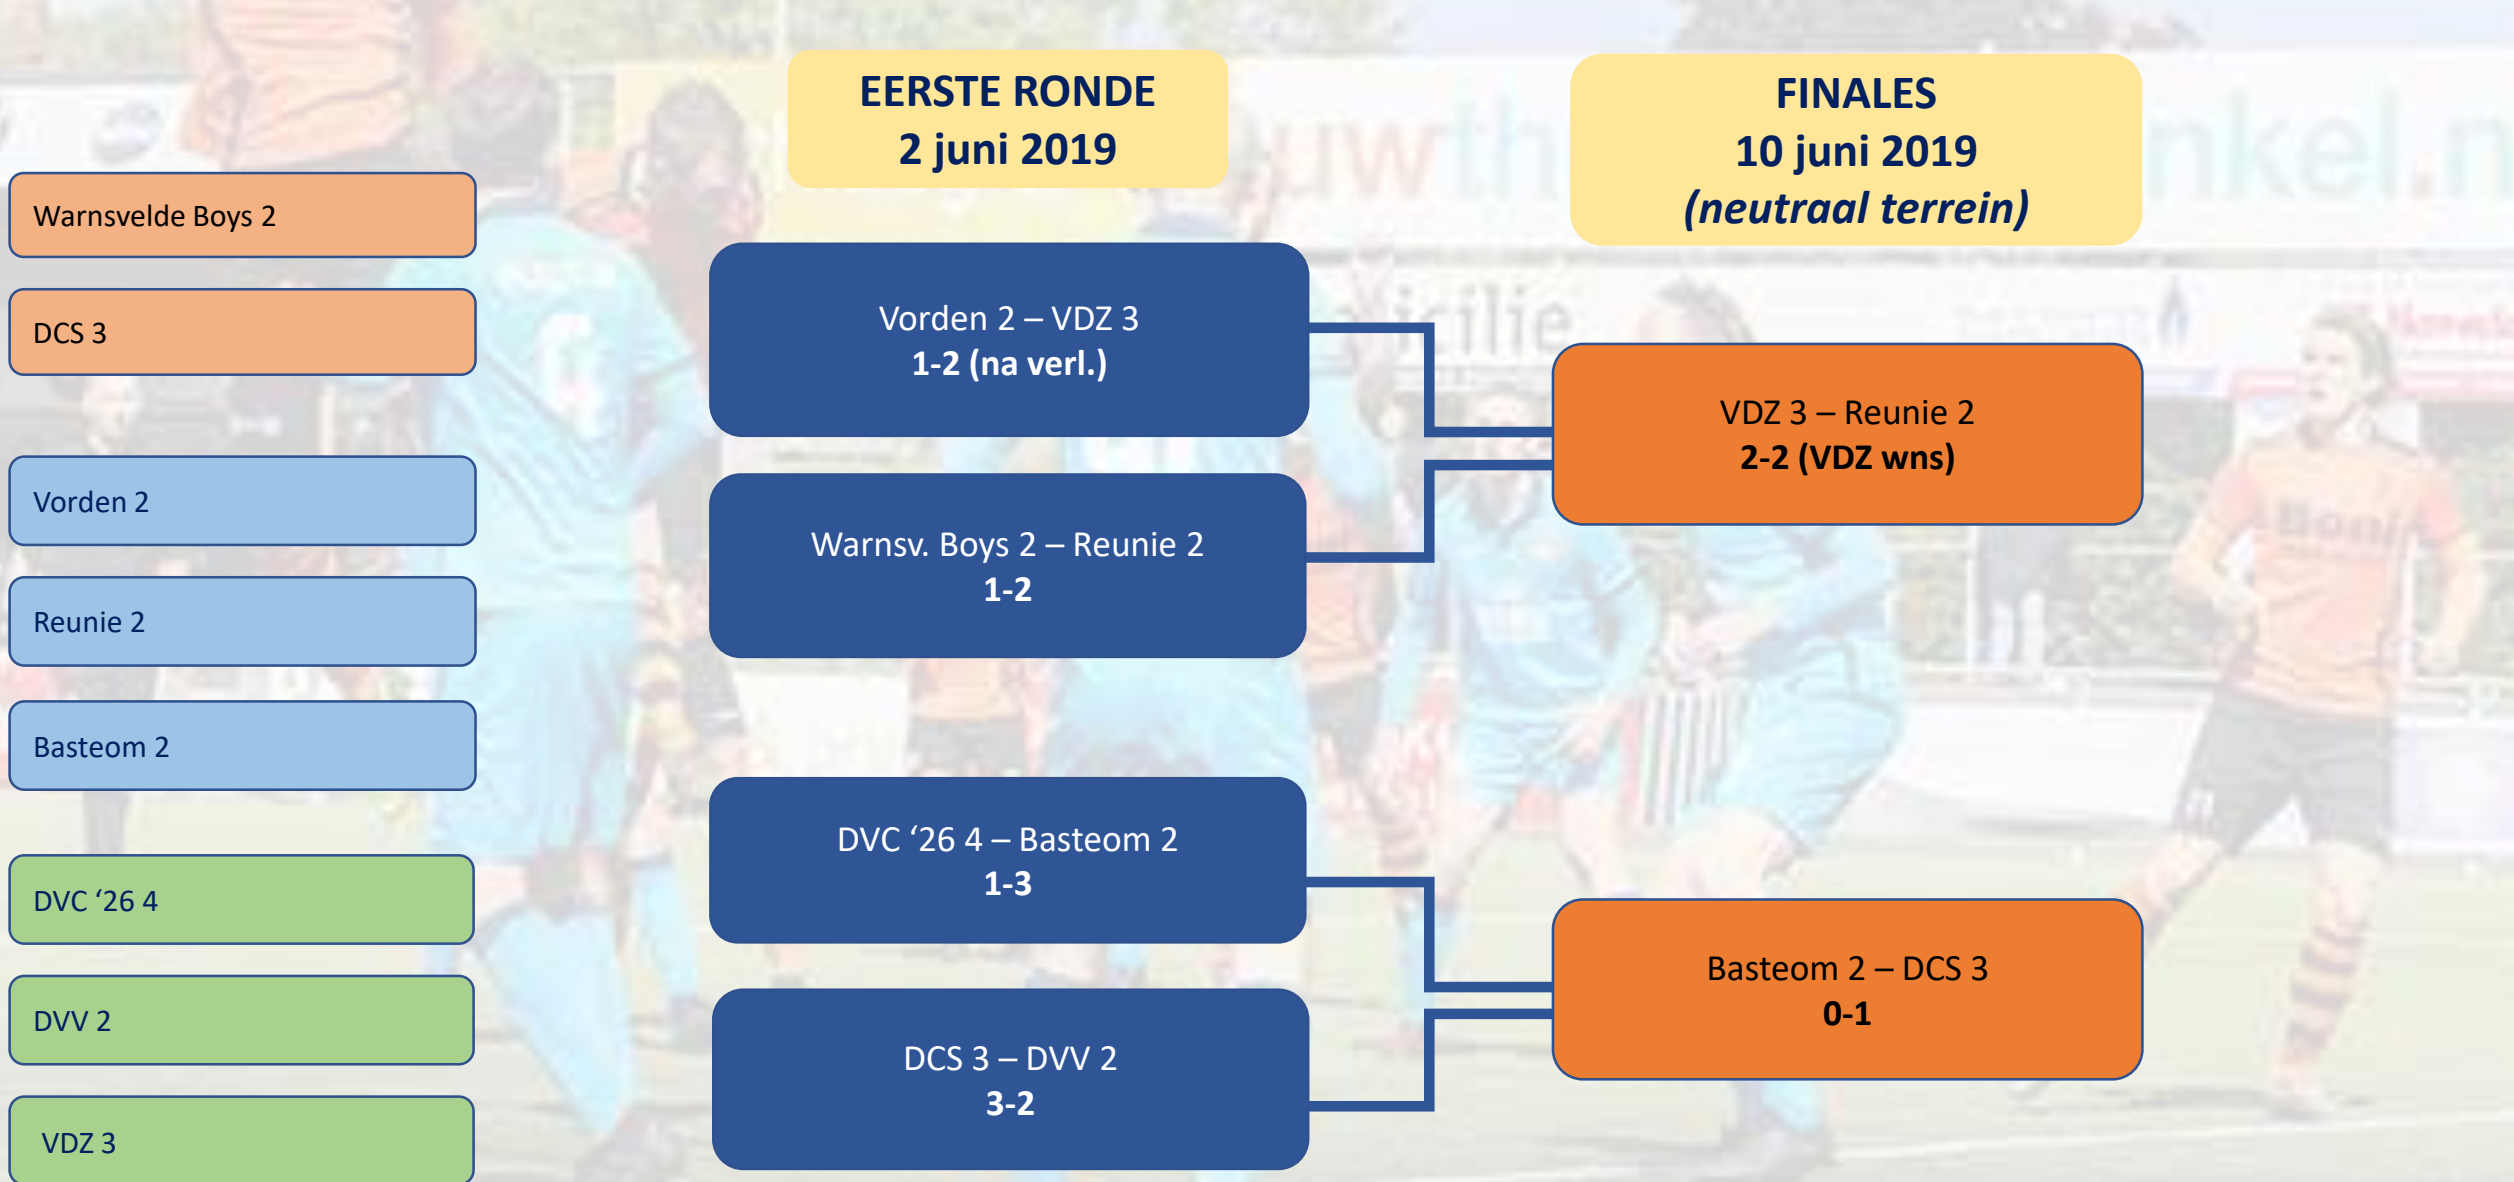 EERSTE RONDE
2 juni 2019
FINALES
10 juni 2019
(neutraal terrein)
Warnsvelde Boys 2
DCS 3
Vorden 2
Reunie 2
Basteom 2
DVC ‘26 4
DVV 2
VDZ 3
Vorden 2 – VDZ 3
1-2 (na verl.)
Warnsv. Boys 2 – Reunie 2
1-2
DVC ‘26 4 – Basteom 2
1-3
DCS 3 – DVV 2
3-2
VDZ 3 – Reunie 2
2-2 (VDZ wns)
Basteom 2 – DCS 3
0-1
uwth
nkel.n
icilie